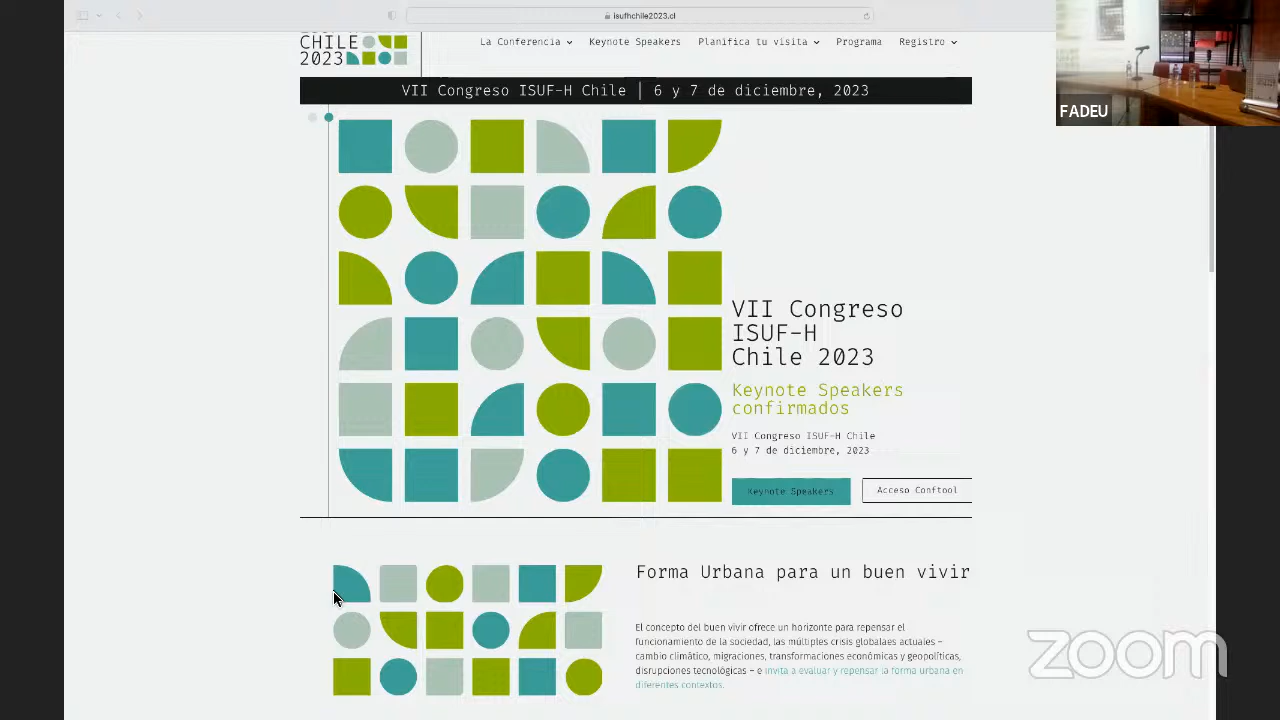 isufhchile2023.cl
CHILE
2023
Keynote Speakers
Planifica tu visita
Programa
Registro
VII Congreso ISUF-H Chile | 6 y 7 de diciembre, 2023
FADEU
VII Congreso
ISUF-H
Chile 2023
Keynote Speakers
confirmados
VII Congreso ISUF-H Chile
6 y 7 de diciembre, 2023
Keynote Speakers
Acceso Conftool
Forma Urbana para un buen vivir
El concepto del buen vivir ofrece un horizonte para repensar el
funcionamiento de la sociedad, las múltiples crisis globalaes actuales –
cambio climático, migraciones, transformaciones económicas y geopolíticas,
disrupciones tecnológicas – e invita a evaluar y repensar la forma urbana en
diferentes contextos.
zoom